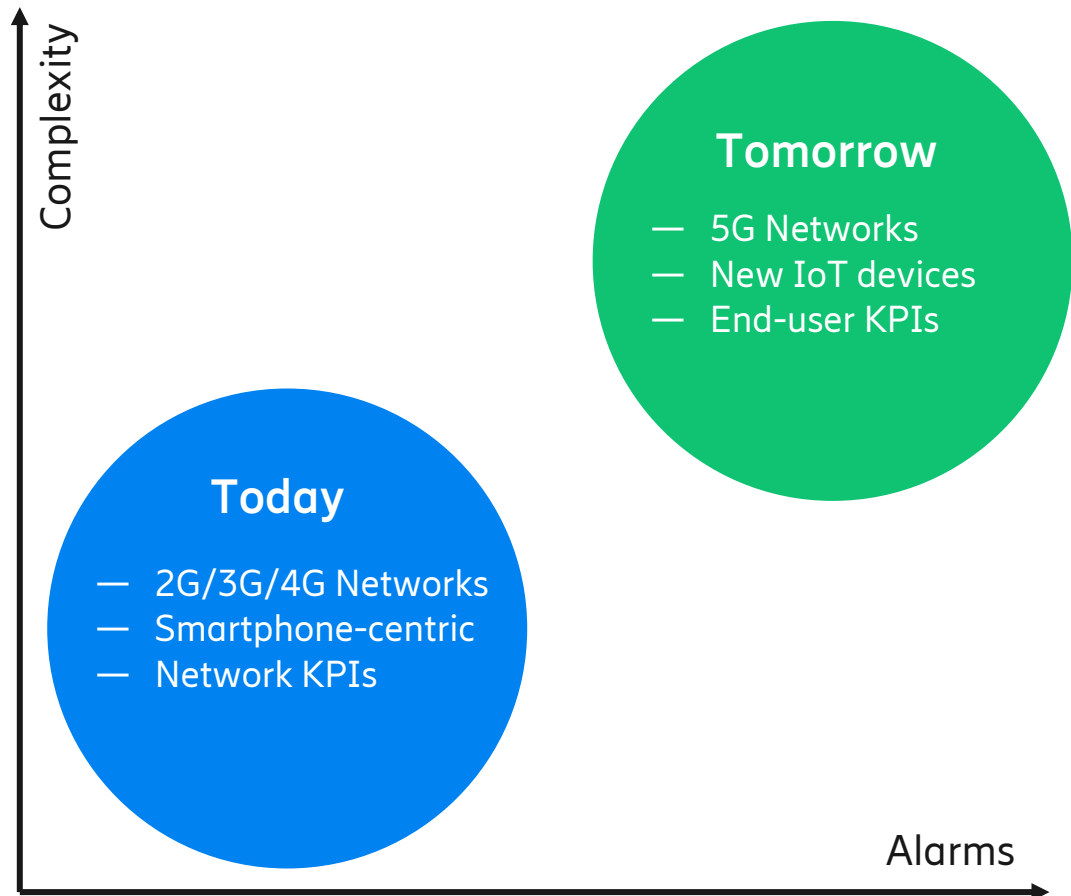 Complexity
Tomorrow
— 5G Networks
— New IoT devices
— End-user KPIs
Today
— 2G/3G/4G Networks
— Smartphone-centric
— Network KPIs
Alarms